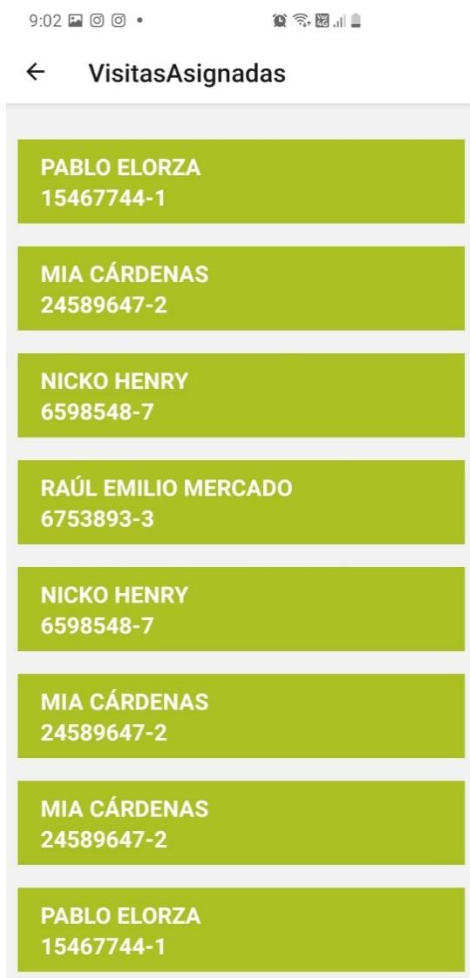 9:02
VisitasAsignadas
PABLO ELORZA
15467744-1
MIA CÁRDENAS
24589647-2
NICKO HENRY
6598548-7
RAÚL EMILIO MERCADO
6753893-3
NICKO HENRY
6598548-7
MIA CÁRDENAS
24589647-2
MIA CÁRDENAS
24589647-2
PABLO ELORZA
15467744-1